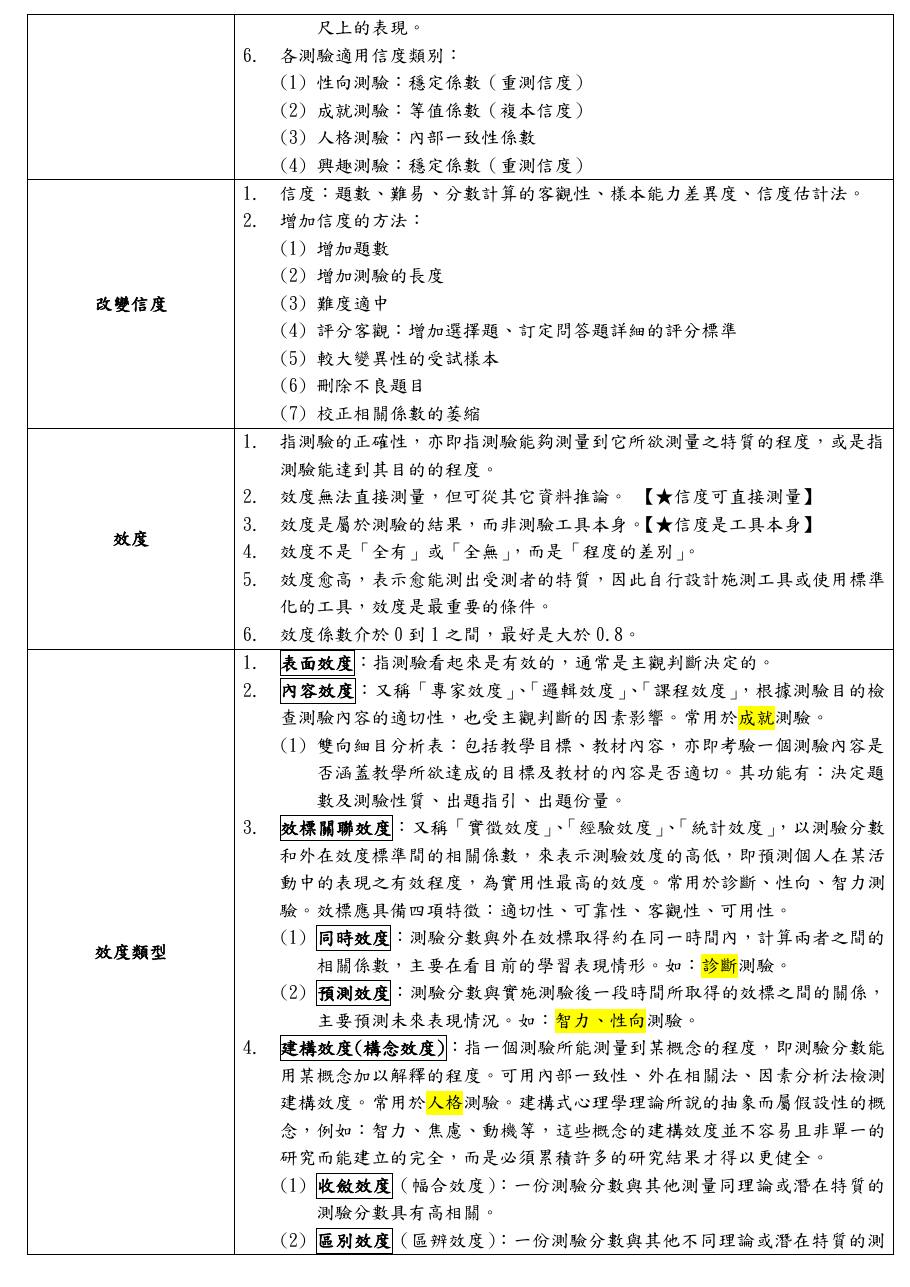 尺上的表現。
6. 各測驗適用信度類別：
(1) 性向測驗：穩定係數（重測信度）
(2) 成就測驗：等值係數（複本信度）
(3) 人格測驗：內部一致性係數
(4) 興趣測驗：穩定係數（重測信度）
改變信度
1. 信度：題數、難易、分數計算的客觀性、樣本能力差異度、信度估計法。
2. 增加信度的方法：
(1) 增加題數
(2) 增加測驗的長度
(3) 難度適中
(4) 評分客觀：增加選擇題、訂定問答題詳細的評分標準
(5) 較大變異性的受試樣本
(6) 刪除不良題目
(7) 校正相關係數的萎縮
效度
1. 指測驗的正確性，亦即指測驗能夠測量到它所欲測量之特質的程度，或是指
測驗能達到其目的的程度。
2. 效度無法直接測量，但可從其它資料推論。 【★信度可直接測量】
3. 效度是屬於測驗的結果，而非測驗工具本身。【★信度是工具本身】
4. 效度不是「全有」或「全無」，而是「程度的差別」。
5. 效度愈高，表示愈能測出受測者的特質，因此自行設計施測工具或使用標準
化的工具，效度是最重要的條件。
6. 效度係數介於 0 到 1 之間，最好是大於 0.8。
效度類型
1. 表面效度：指測驗看起來是有效的，通常是主觀判斷決定的。
2. 內容效度：又稱「專家效度」、「邏輯效度」、「課程效度」，根據測驗目的檢
查測驗內容的適切性，也受主觀判斷的因素影響。常用於成就測驗。
(1) 雙向細目分析表：包括教學目標、教材內容，亦即考驗一個測驗內容是
否涵蓋教學所欲達成的目標及教材的內容是否適切。其功能有：決定題
數及測驗性質、出題指引、出題份量。
3. 效標關聯效度：又稱「實徵效度」、「經驗效度」、「統計效度」，以測驗分數
和外在效度標準間的相關係數，來表示測驗效度的高低，即預測個人在某活
動中的表現之有效程度，為實用性最高的效度。常用於診斷、性向、智力測
驗。效標應具備四項特徵：適切性、可靠性、客觀性、可用性。
(1) 同時效度：測驗分數與外在效標取得約在同一時間內，計算兩者之間的
相關係數，主要在看目前的學習表現情形。如：診斷測驗。
(2) 預測效度：測驗分數與實施測驗後一段時間所取得的效標之間的關係，
主要預測未來表現情況。如：智力、性向測驗。
4. 建構效度(構念效度)：指一個測驗所能測量到某概念的程度，即測驗分數能
用某概念加以解釋的程度。可用內部一致性、外在相關法、因素分析法檢測
建構效度。常用於人格測驗。建構式心理學理論所說的抽象而屬假設性的概
念，例如：智力、焦慮、動機等，這些概念的建構效度並不容易且非單一的
研究而能建立的完全，而是必須累積許多的研究結果才得以更健全。
(1) 收斂效度（幅合效度）：一份測驗分數與其他測量同理論或潛在特質的
測驗分數具有高相關。
(2) 區別效度（區辨效度）：一份測驗分數與其他不同理論或潛在特質的測